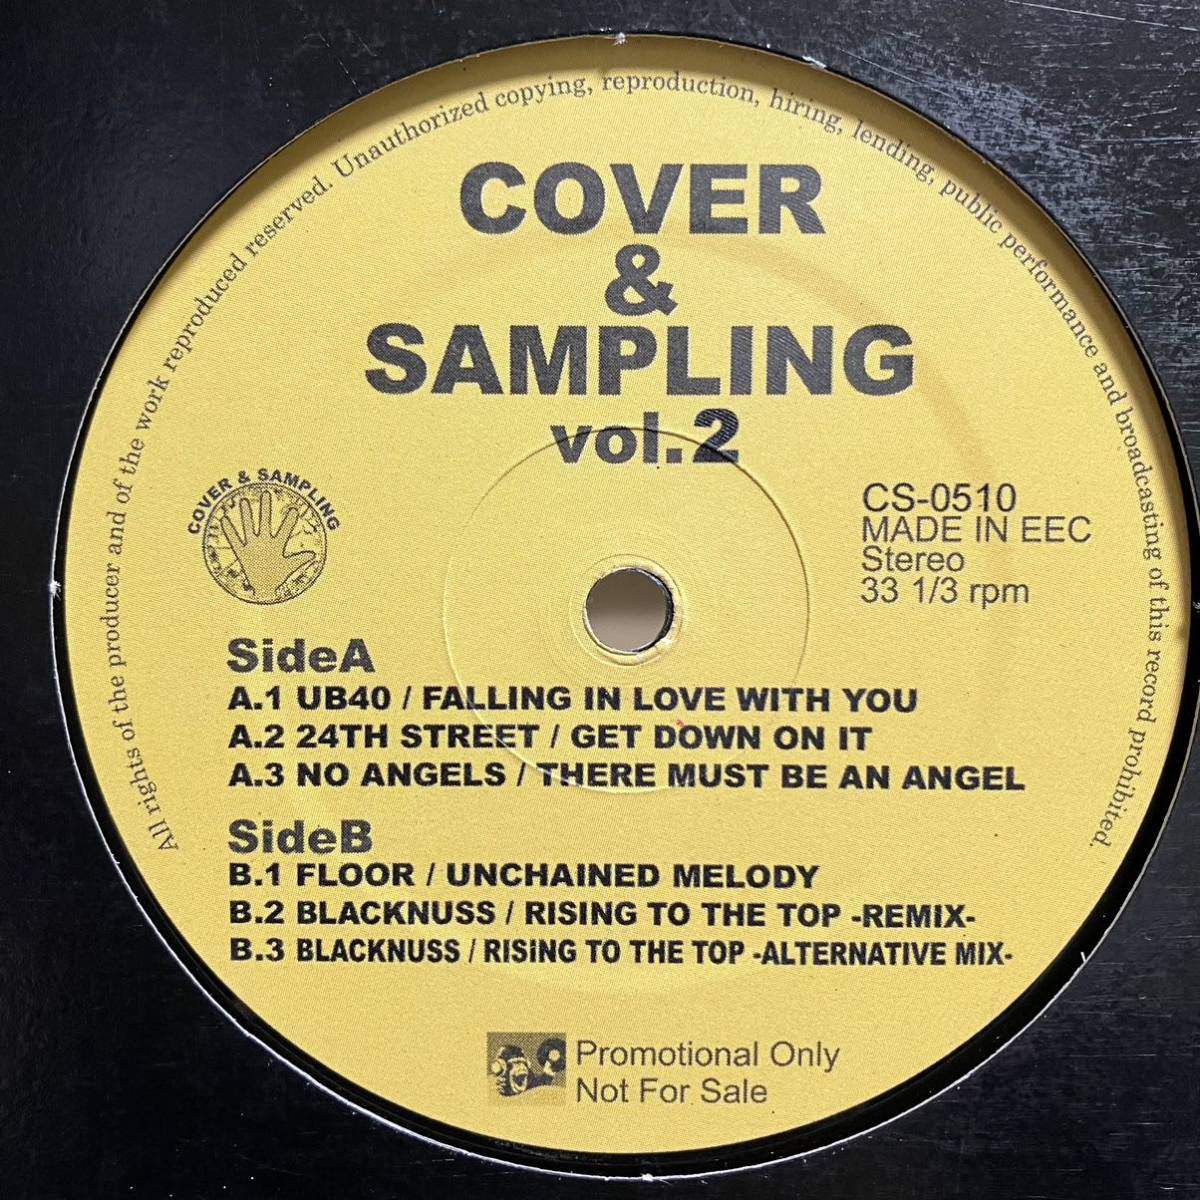 All rights of the producer and of the work reproduced reserved. Unauthorized copying, reproduction, hiring, lending, public performance and broadcasting of this record prohibited.
COVER
&
SAMPLING
vol.2
COVER & SAMPLING
CS-0510
MADE IN EEC
Stereo
33 1/3 rpm
SideA
A.1 UB40 / FALLING IN LOVE WITH YOU
A.2 24TH STREET / GET DOWN ON IT
A.3 NO ANGELS / THERE MUST BE AN ANGEL
SideB
B.1 FLOOR / UNCHAINED MELODY
B.2 BLACKNUSS / RISING TO THE TOP -REMIX-
B.3 BLACKNUSS / RISING TO THE TOP -ALTERNATIVE MIX-
Promotional Only
Not For Sale